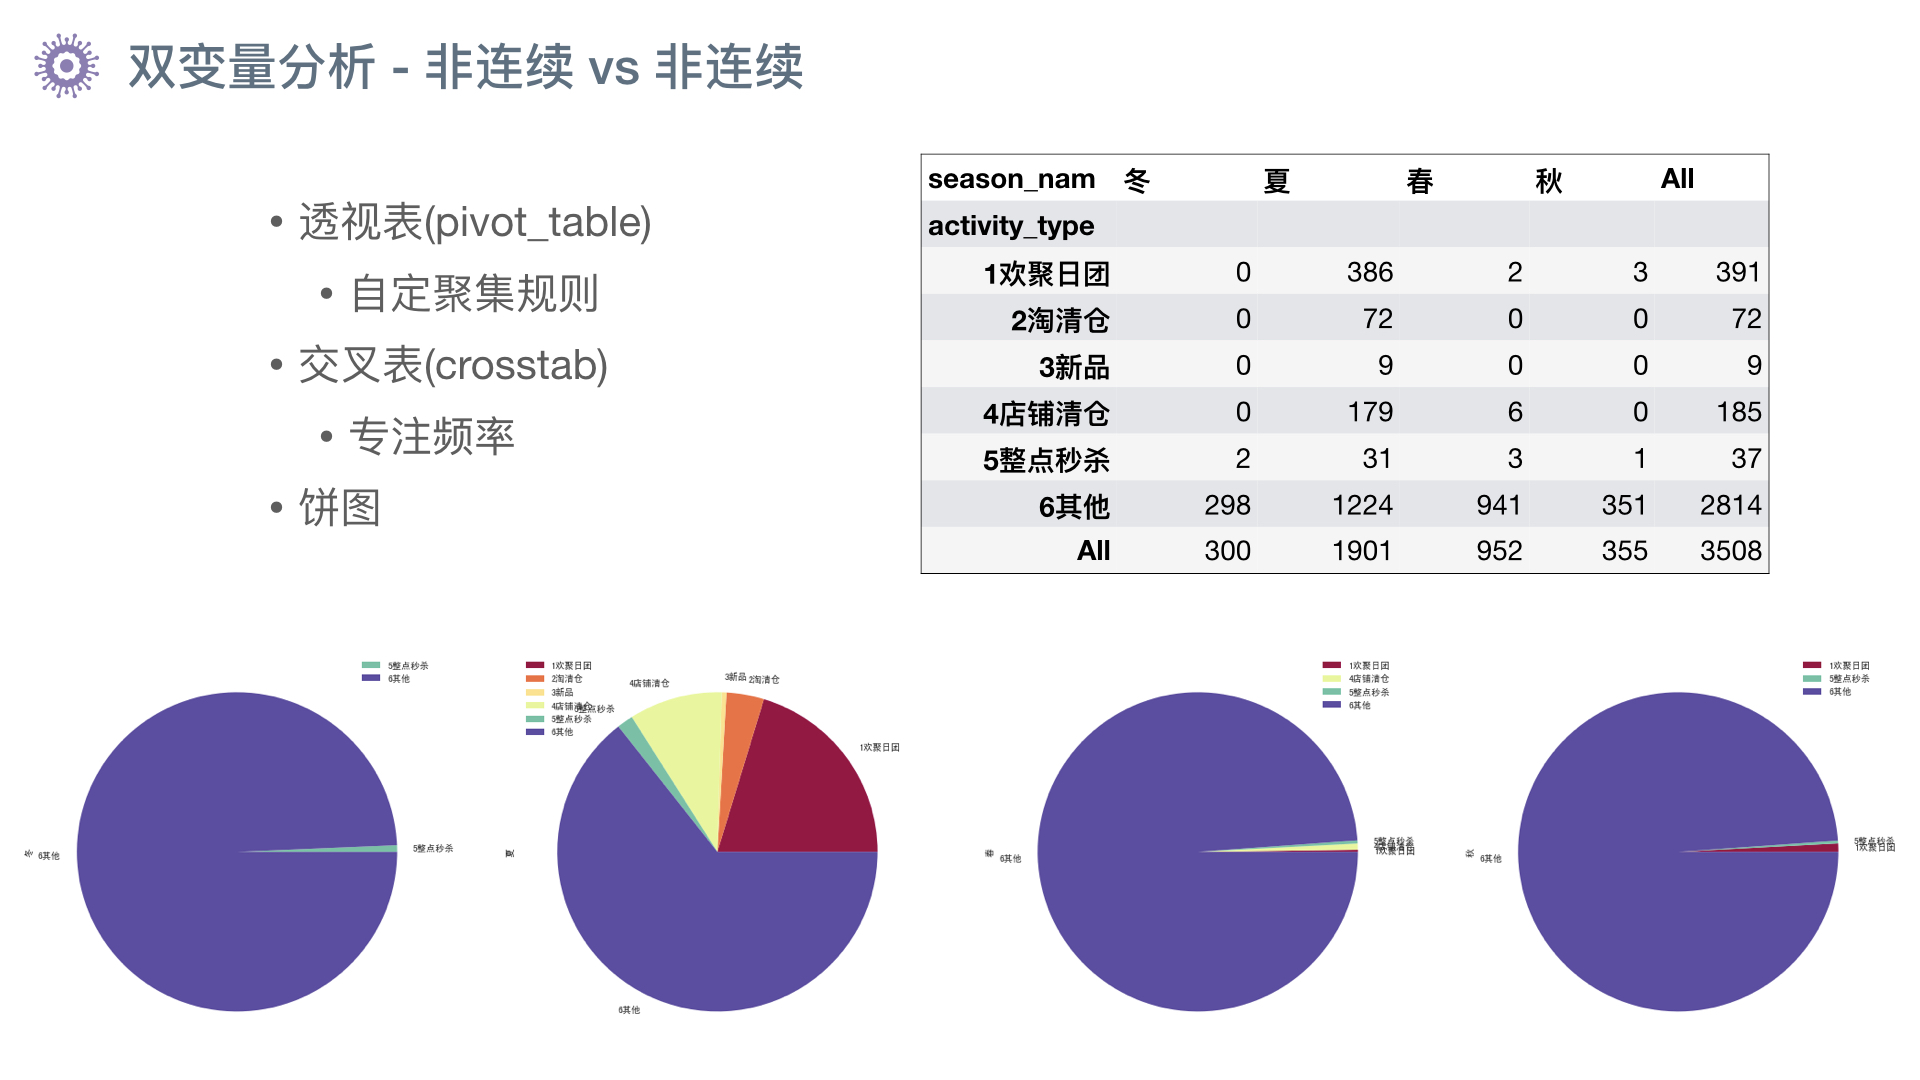 双变量分析 - 非连续 vs 非连续
• 透视表(pivot_table)
• 自定聚集规则
• 交叉表(crosstab)
• 专注频率
• 饼图
season_nam 冬 夏 春 秋 All
activity_type
1欢聚日团 0 386 2 3 391
2淘清仓 0 72 0 0 72
3新品 0 9 0 0 9
4店铺清仓 0 179 6 0 185
5整点秒杀 2 31 3 1 37
6其他 298 1224 941 351 2814
All 300 1901 952 355 3508
5整点秒杀
6其他
5整点秒杀
6其他
冬
1欢聚日团
2淘清仓
3新品
4店铺清仓
5整点秒杀
6其他
3新品
2淘清仓
4店铺清仓
5整点秒杀
1欢聚日团
6其他
夏
1欢聚日团
4店铺清仓
5整点秒杀
6其他
5整点秒杀
4店铺清仓
1欢聚日团
6其他
春
1欢聚日团
5整点秒杀
6其他
5整点秒杀
1欢聚日团
6其他
秋